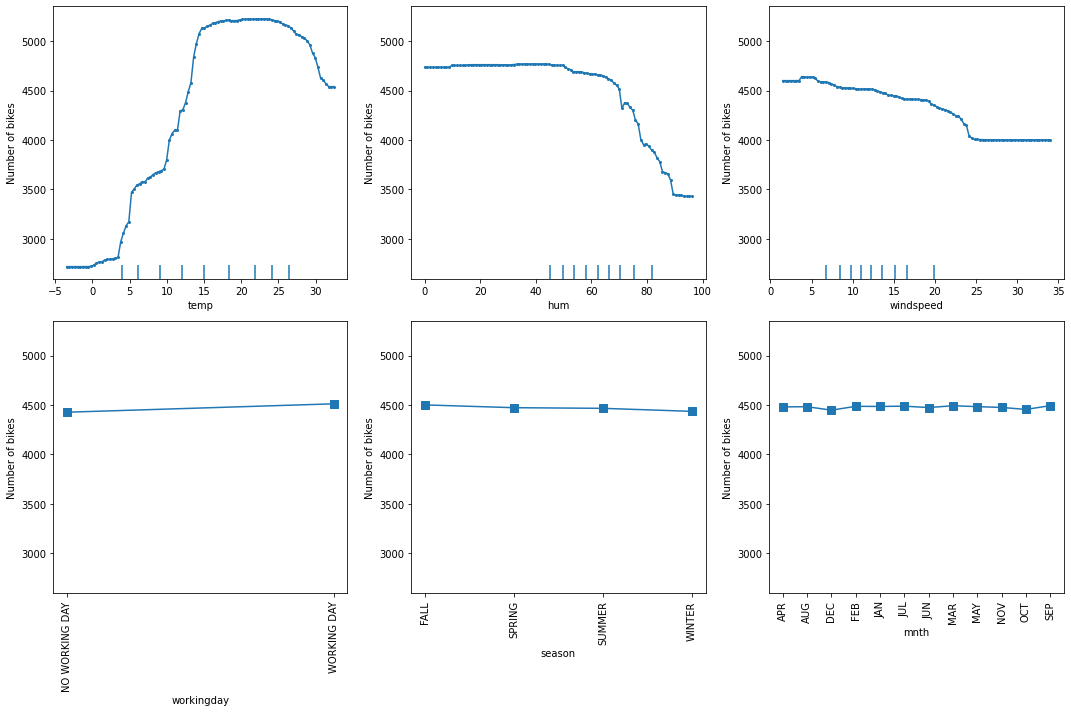 Number of bikes
5000
4500
4000
3500
3000
−5 0 5 10 15 20 25 30
temp
Number of bikes
5000
4500
4000
3500
3000
0 20 40 60 80 100
hum
Number of bikes
5000
4500
4000
3500
3000
0 5 10 15 20 25 30 35
windspeed
Number of bikes
5000
4500
4000
3500
3000
NO WORKING DAY
WORKING DAY
workingday
Number of bikes
5000
4500
4000
3500
3000
FALL
SPRING
SUMMER
WINTER
season
Number of bikes
5000
4500
4000
3500
3000
APR
AUG
DEC
FEB
JAN
JUL
JUN
MAR
MAY
NOV
OCT
SEP
mnth